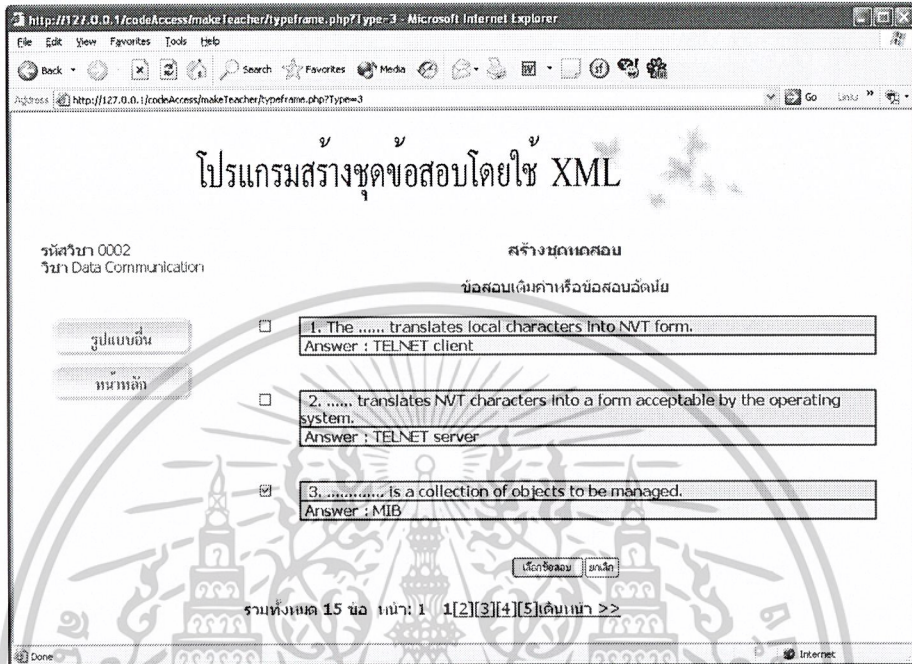 http://127.0.0.1/codeAccess/makeTeacher/typeframe.php?Type=3 - Microsoft Internet Explorer
File Edit View Favorites Tools Help
Back Search Favorites Media
Address http://127.0.0.1/codeAccess/makeTeacher/typeframe.php?Type=3 Go Links »
โปรแกรมสร้างชุดข้อสอบโดยใช้ XML
รหัสวิชา 0002
วิชา Data Communication
สร้างชุดทดสอบ
ข้อสอบเติมคำหรือข้อสอบอัตนัย
รูปแบบอื่น
หน้าหลัก
1. The ...... translates local characters into NVT form.
Answer : TELNET client
2. ...... translates NVT characters into a form acceptable by the operating
system.
Answer : TELNET server
3. ............. is a collection of objects to be managed.
Answer : MIB
เลือกข้อสอบ ยกเลิก
รวมทั้งหมด 15 ข้อ หน้า: 1 1[2][3][4][5]เดินหน้า >>
Done Internet